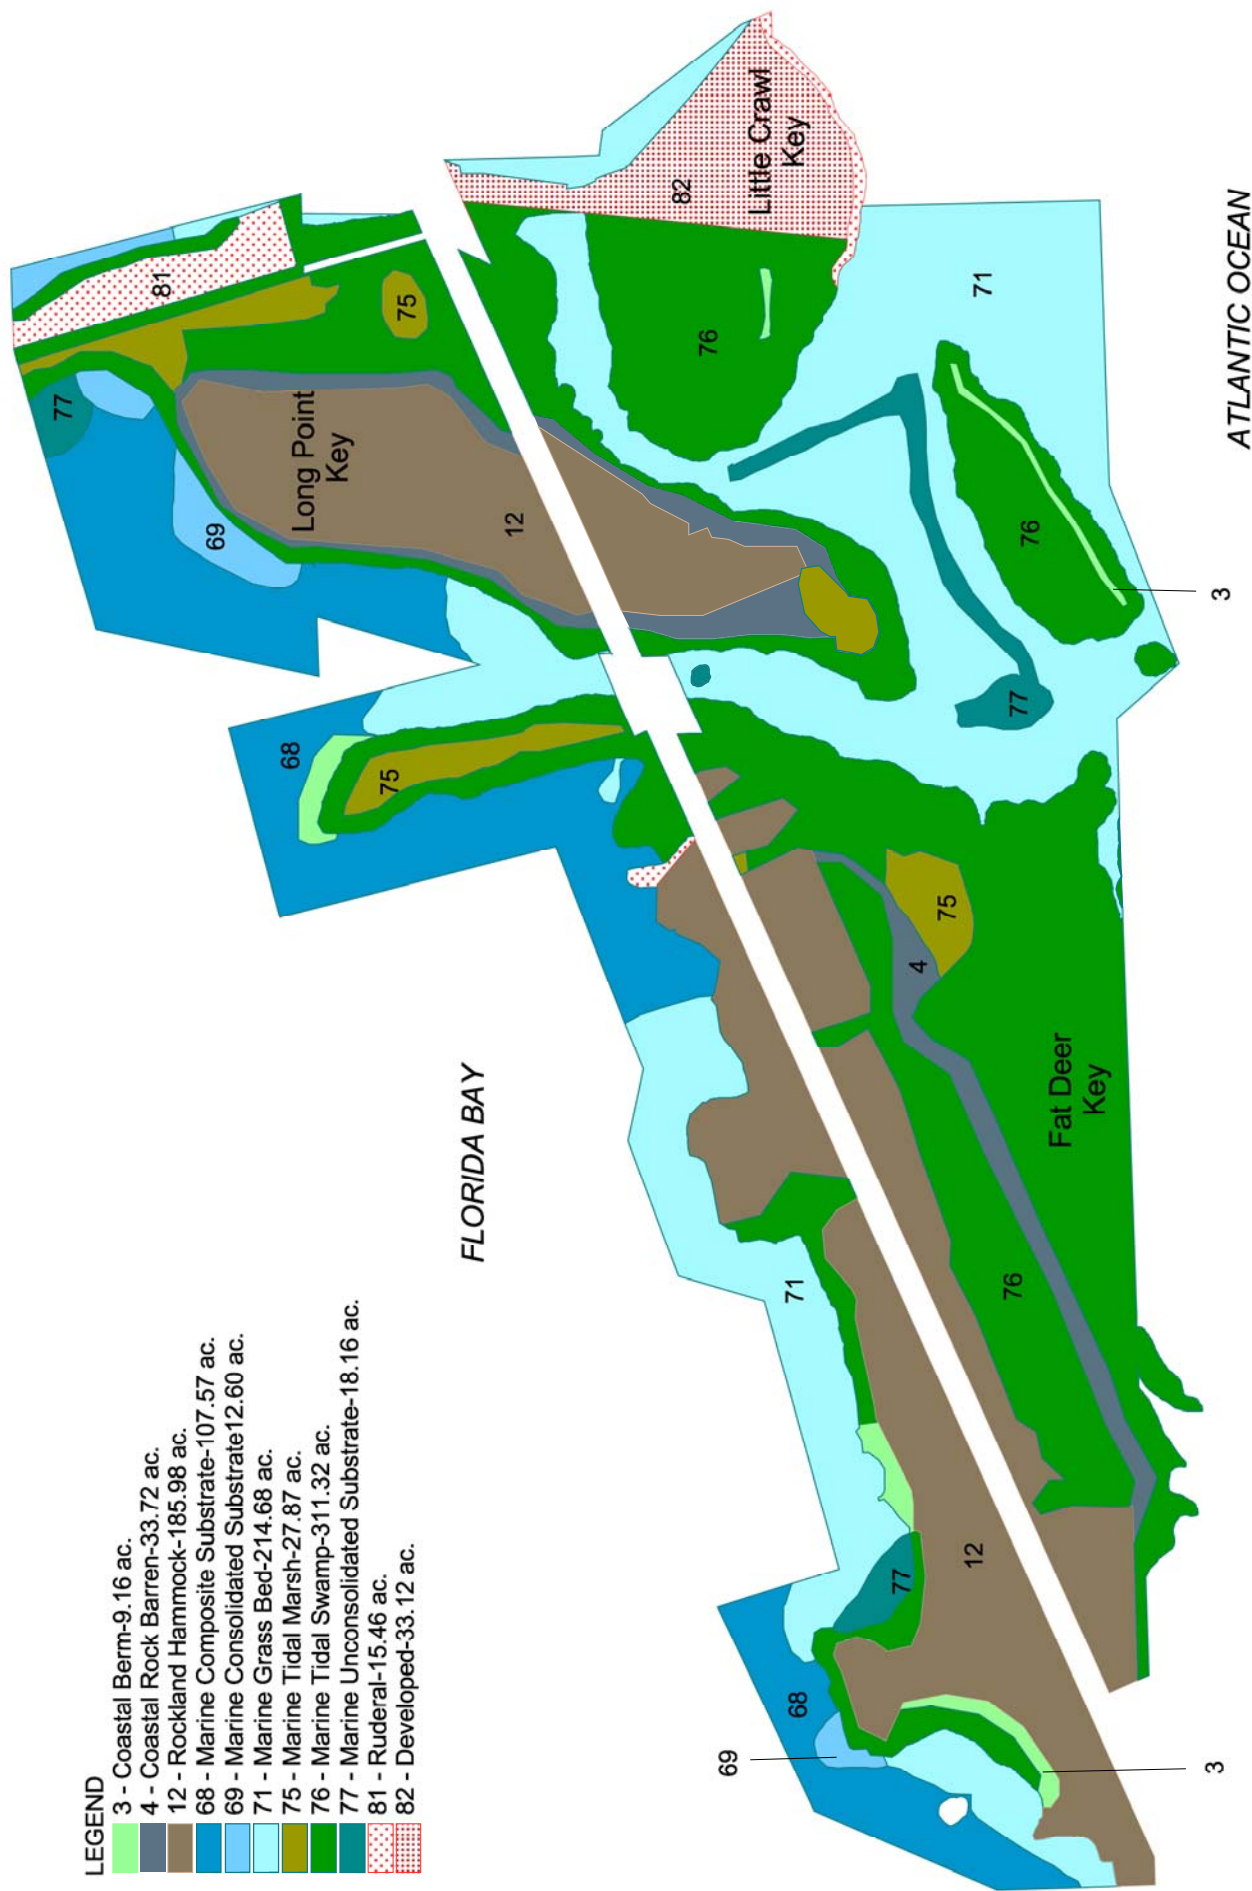 LEGEND
3 - Coastal Berm-9.16 ac.
4 - Coastal Rock Barren-33.72 ac.
12 - Rockland Hammock-185.98 ac.
68 - Marine Composite Substrate-107.57 ac.
69 - Marine Consolidated Substrate12.60 ac.
71 - Marine Grass Bed-214.68 ac.
75 - Marine Tidal Marsh-27.87 ac.
76 - Marine Tidal Swamp-311.32 ac.
77 - Marine Unconsolidated Substrate-18.16 ac.
81 - Ruderal-15.46 ac.
82 - Developed-33.12 ac.
FLORIDA BAY
ATLANTIC OCEAN
Long Point
Key
Little Crawl
Key
Fat Deer
Key
77
81
69
75
12
82
76
71
76
3
77
68
75
75
4
76
71
12
77
68
69
3